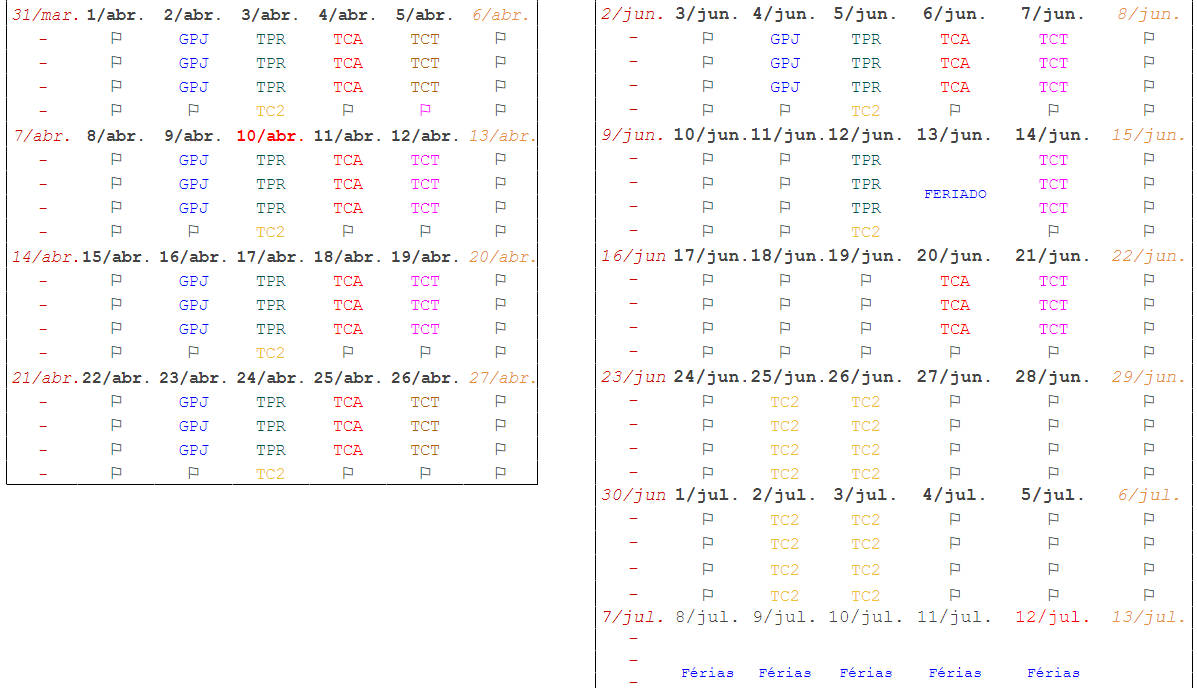 31/mar. 1/abr. 2/abr. 3/abr. 4/abr. 5/abr. 6/abr.
- ⚐ GPJ TPR TCA TCT ⚐
- ⚐ GPJ TPR TCA TCT ⚐
- ⚐ GPJ TPR TCA TCT ⚐
- ⚐ ⚐ TC2 ⚐ ⚐ ⚐
7/abr. 8/abr. 9/abr. 10/abr. 11/abr. 12/abr. 13/abr.
- ⚐ GPJ TPR TCA TCT ⚐
- ⚐ GPJ TPR TCA TCT ⚐
- ⚐ GPJ TPR TCA TCT ⚐
- ⚐ ⚐ TC2 ⚐ ⚐ ⚐
14/abr. 15/abr. 16/abr. 17/abr. 18/abr. 19/abr. 20/abr.
- ⚐ GPJ TPR TCA TCT ⚐
- ⚐ GPJ TPR TCA TCT ⚐
- ⚐ GPJ TPR TCA TCT ⚐
- ⚐ ⚐ TC2 ⚐ ⚐ ⚐
21/abr. 22/abr. 23/abr. 24/abr. 25/abr. 26/abr. 27/abr.
- ⚐ GPJ TPR TCA TCT ⚐
- ⚐ GPJ TPR TCA TCT ⚐
- ⚐ GPJ TPR TCA TCT ⚐
- ⚐ ⚐ TC2 ⚐ ⚐ ⚐
2/jun. 3/jun. 4/jun. 5/jun. 6/jun. 7/jun. 8/jun.
- ⚐ GPJ TPR TCA TCT ⚐
- ⚐ GPJ TPR TCA TCT ⚐
- ⚐ GPJ TPR TCA TCT ⚐
- ⚐ ⚐ TC2 ⚐ ⚐ ⚐
9/jun. 10/jun. 11/jun. 12/jun. 13/jun. 14/jun. 15/jun.
- ⚐ ⚐ TPR TCT ⚐
- ⚐ ⚐ TPR FERIADO TCT ⚐
- ⚐ ⚐ TPR TCT ⚐
- ⚐ ⚐ TC2 ⚐ ⚐
16/jun 17/jun. 18/jun. 19/jun. 20/jun. 21/jun. 22/jun.
- ⚐ ⚐ ⚐ TCA TCT ⚐
- ⚐ ⚐ ⚐ TCA TCT ⚐
- ⚐ ⚐ ⚐ TCA TCT ⚐
- ⚐ ⚐ ⚐ ⚐ ⚐ ⚐
23/jun 24/jun. 25/jun. 26/jun. 27/jun. 28/jun. 29/jun.
- ⚐ TC2 TC2 ⚐ ⚐ ⚐
- ⚐ TC2 TC2 ⚐ ⚐ ⚐
- ⚐ TC2 TC2 ⚐ ⚐ ⚐
- ⚐ TC2 TC2 ⚐ ⚐ ⚐
30/jun 1/jul. 2/jul. 3/jul. 4/jul. 5/jul. 6/jul.
- ⚐ TC2 TC2 ⚐ ⚐ ⚐
- ⚐ TC2 TC2 ⚐ ⚐ ⚐
- ⚐ TC2 TC2 ⚐ ⚐ ⚐
- ⚐ TC2 TC2 ⚐ ⚐ ⚐
7/jul. 8/jul. 9/jul. 10/jul. 11/jul. 12/jul. 13/jul.
-
-
- Férias Férias Férias Férias Férias